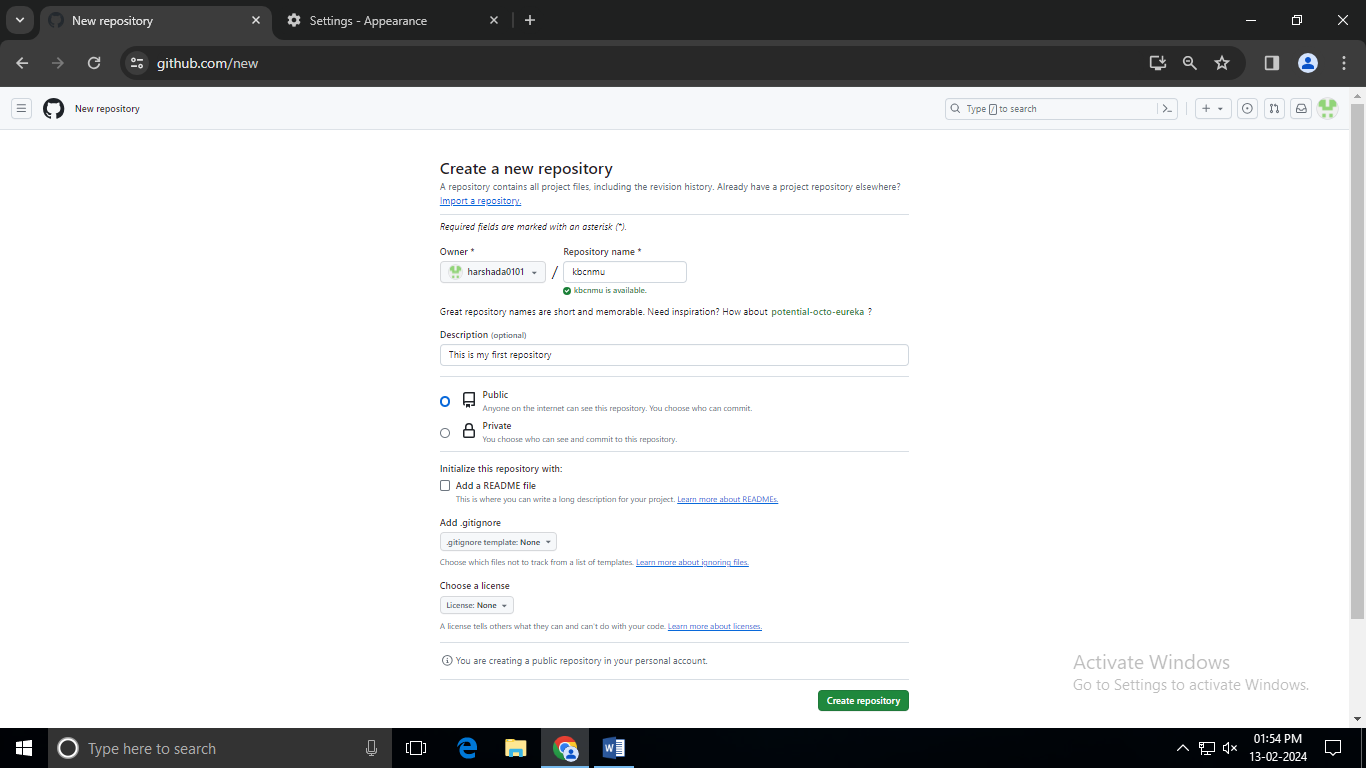 New repository
Settings - Appearance
github.com/new
New repository
Type / to search
Create a new repository
A repository contains all project files, including the revision history. Already have a project repository elsewhere?
Import a repository.
Required fields are marked with an asterisk (*).
Owner * Repository name *
harshada0101 / kbcnmu
kbcnmu is available.
Great repository names are short and memorable. Need inspiration? How about potential-octo-eureka ?
Description (optional)
This is my first repository
Public
Anyone on the internet can see this repository. You choose who can commit.
Private
You choose who can see and commit to this repository.
Initialize this repository with:
Add a README file
This is where you can write a long description for your project. Learn more about READMEs.
Add .gitignore
.gitignore template: None
Choose which files not to track from a list of templates. Learn more about ignoring files.
Choose a license
License: None
A license tells others what they can and can't do with your code. Learn more about licenses.
You are creating a public repository in your personal account.
Create repository
Activate Windows
Go to Settings to activate Windows.
Type here to search
01:54 PM
13-02-2024